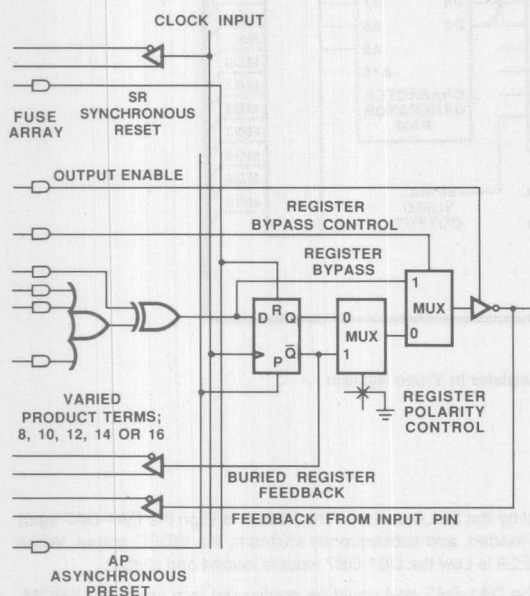 CLOCK INPUT
SR
SYNCHRONOUS
RESET
FUSE
ARRAY
OUTPUT ENABLE
REGISTER
BYPASS CONTROL
REGISTER
BYPASS
1
MUX
0
D R Q
P Q
0
MUX
1
VARIED
PRODUCT TERMS;
8, 10, 12, 14 OR 16
REGISTER
POLARITY
CONTROL
BURIED REGISTER
FEEDBACK
FEEDBACK FROM INPUT PIN
AP
ASYNCHRONOUS
PRESET